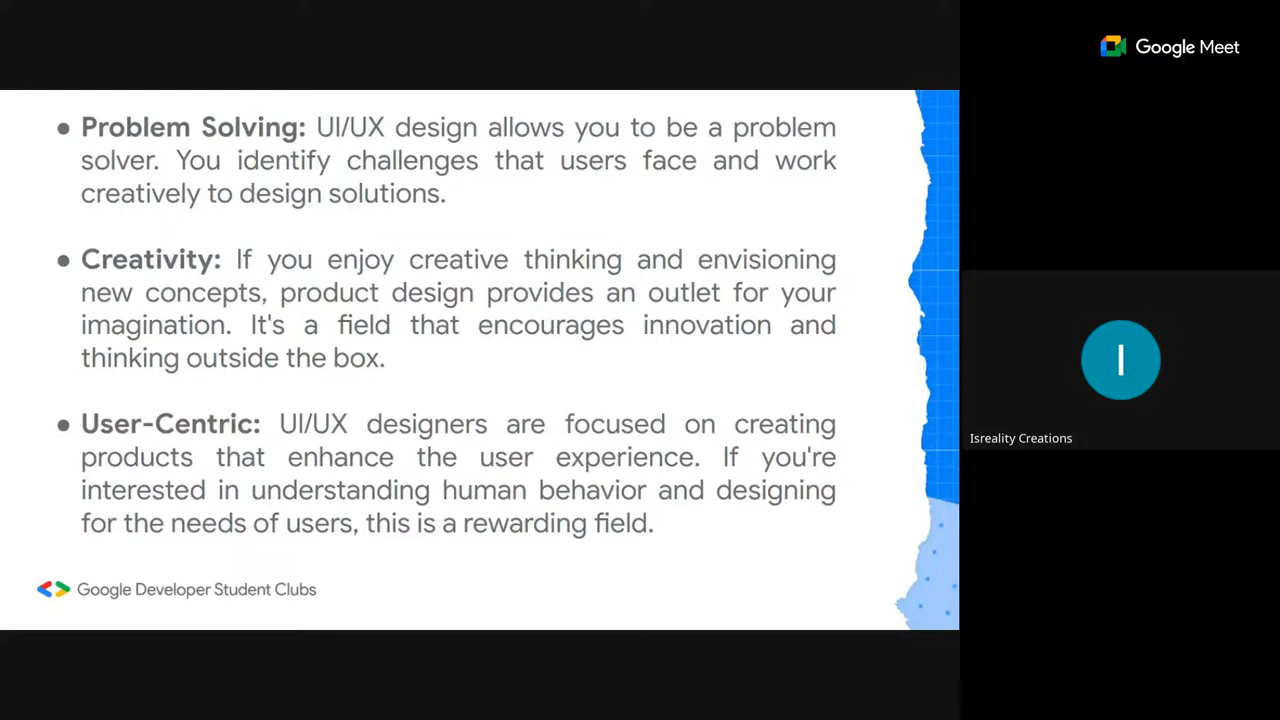 Google Meet
● Problem Solving: UI/UX design allows you to be a problem
solver. You identify challenges that users face and work
creatively to design solutions.
● Creativity: If you enjoy creative thinking and envisioning
new concepts, product design provides an outlet for your
imagination. It's a field that encourages innovation and
thinking outside the box.
● User-Centric: UI/UX designers are focused on creating
products that enhance the user experience. If you're
interested in understanding human behavior and designing
for the needs of users, this is a rewarding field.
Google Developer Student Clubs
I
Isreality Creations